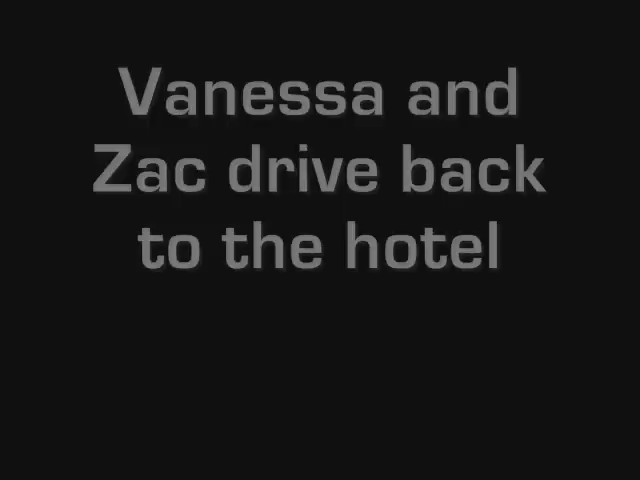 Vanessa and
Zac drive back
to the hotel